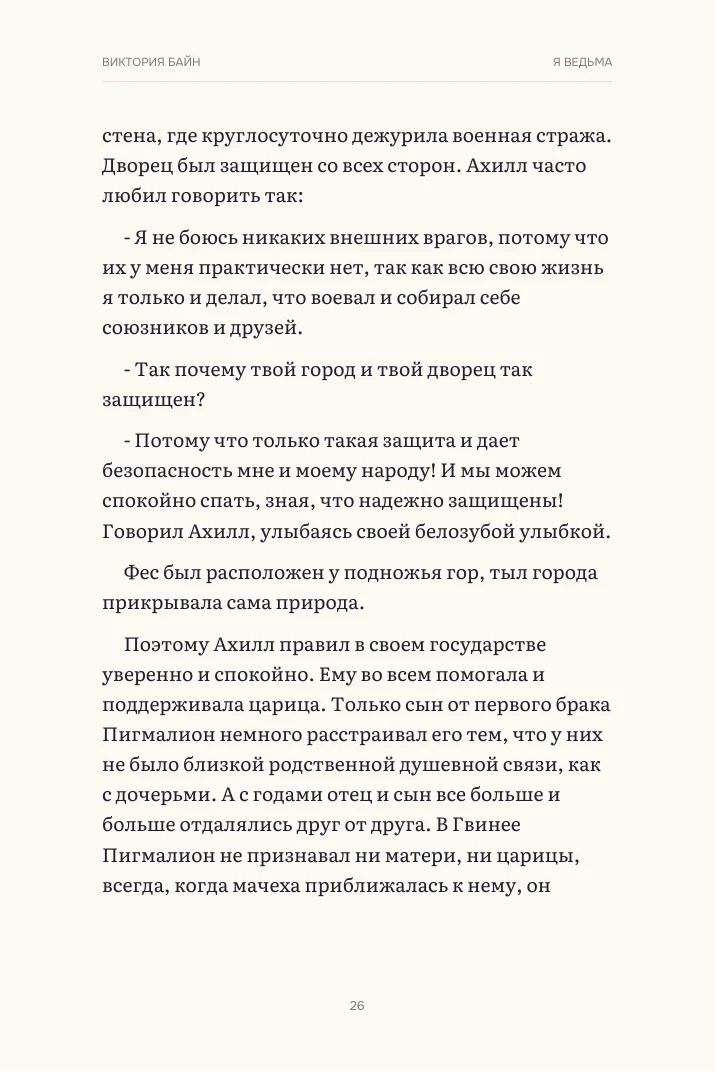 ВИКТОРИЯ БАЙН
Я ВЕДЬМА
стена, где круглосуточно дежурила военная стража.
Дворец был защищен со всех сторон. Ахилл часто
любил говорить так:
- Я не боюсь никаких внешних врагов, потому что
их у меня практически нет, так как всю свою жизнь
я только и делал, что воевал и собирал себе
союзников и друзей.
- Так почему твой город и твой дворец так
защищен?
- Потому что только такая защита и дает
безопасность мне и моему народу! И мы можем
спокойно спать, зная, что надежно защищены!
Говорил Ахилл, улыбаясь своей белозубой улыбкой.
Фес был расположен у подножья гор, тыл города
прикрывала сама природа.
Поэтому Ахилл правил в своем государстве
уверенно и спокойно. Ему во всем помогала и
поддерживала царица. Только сын от первого брака
Пигмалион немного расстраивал его тем, что у них
не было близкой родственной душевной связи, как
с дочерьми. А с годами отец и сын все больше и
больше отдалялись друг от друга. В Гвинее
Пигмалион не признавал ни матери, ни царицы,
всегда, когда мачеха приближалась к нему, он
26